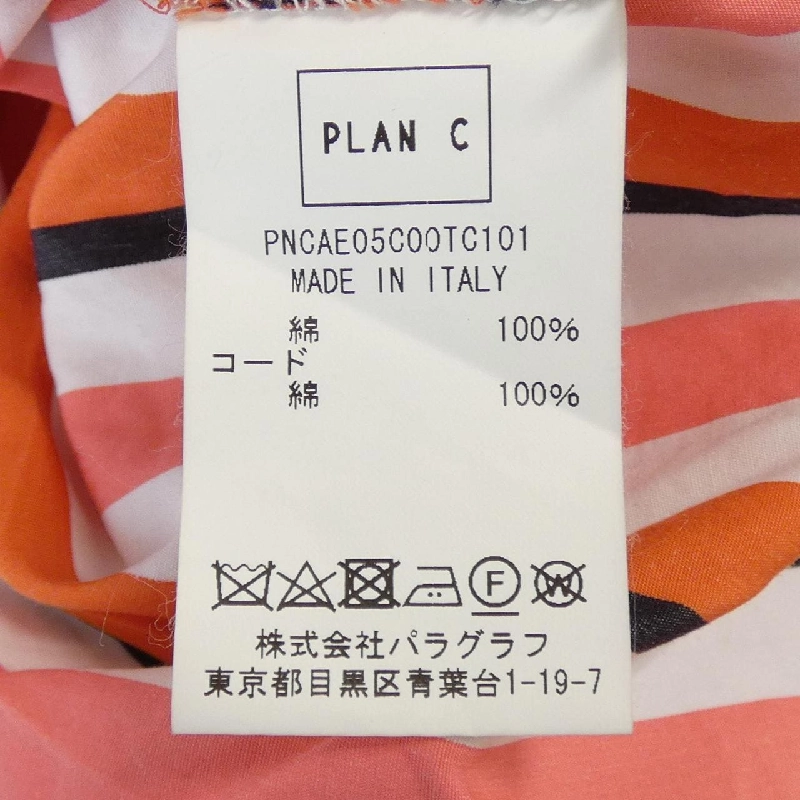 PLAN C
PNCAE05C00TC101
MADE IN ITALY
綿 100%
コード
綿 100%
F W
株式会社パラグラフ
東京都目黒区青葉台1-19-7